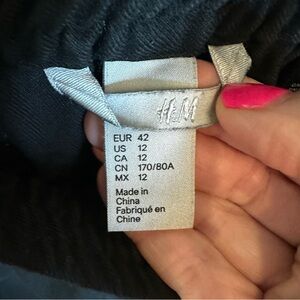 H&M
EUR 42
US 12
CA 12
CN 170/80A
MX 12
Made in
China
Fabriqué en
Chine